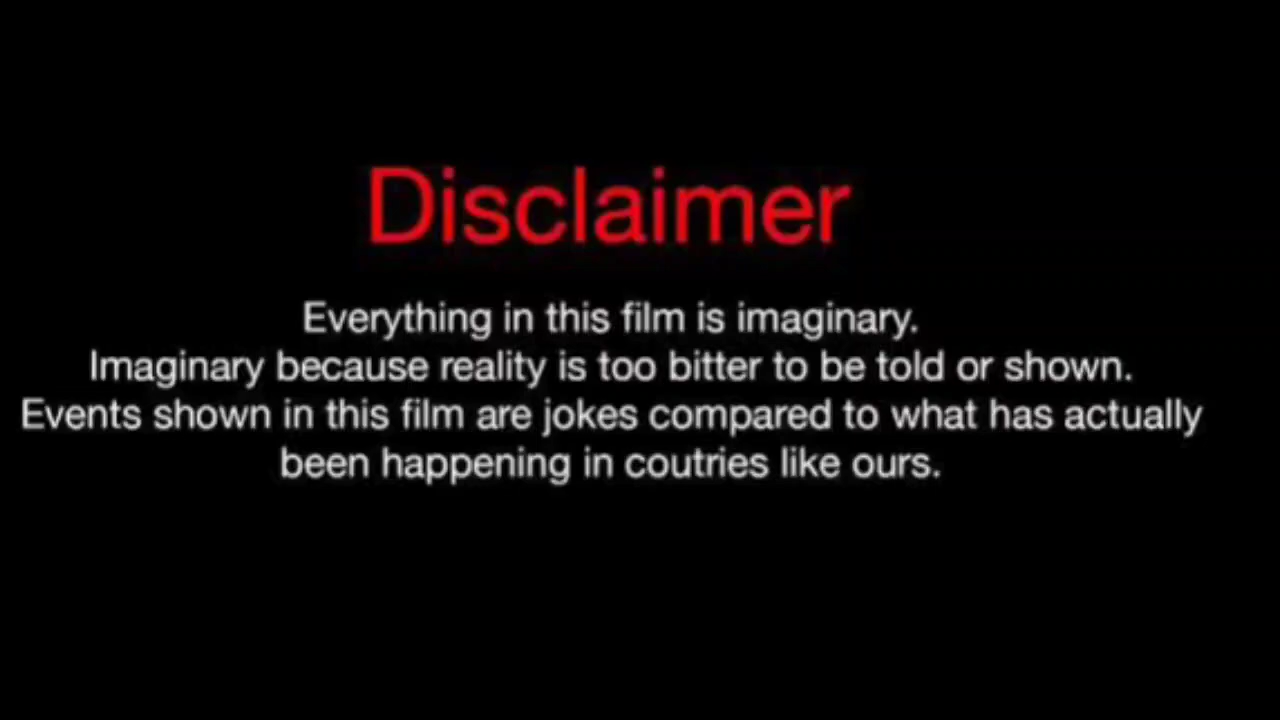 Disclaimer
Everything in this film is imaginary.
Imaginary because reality is too bitter to be told or shown.
Events shown in this film are jokes compared to what has actually
been happening in coutries like ours.